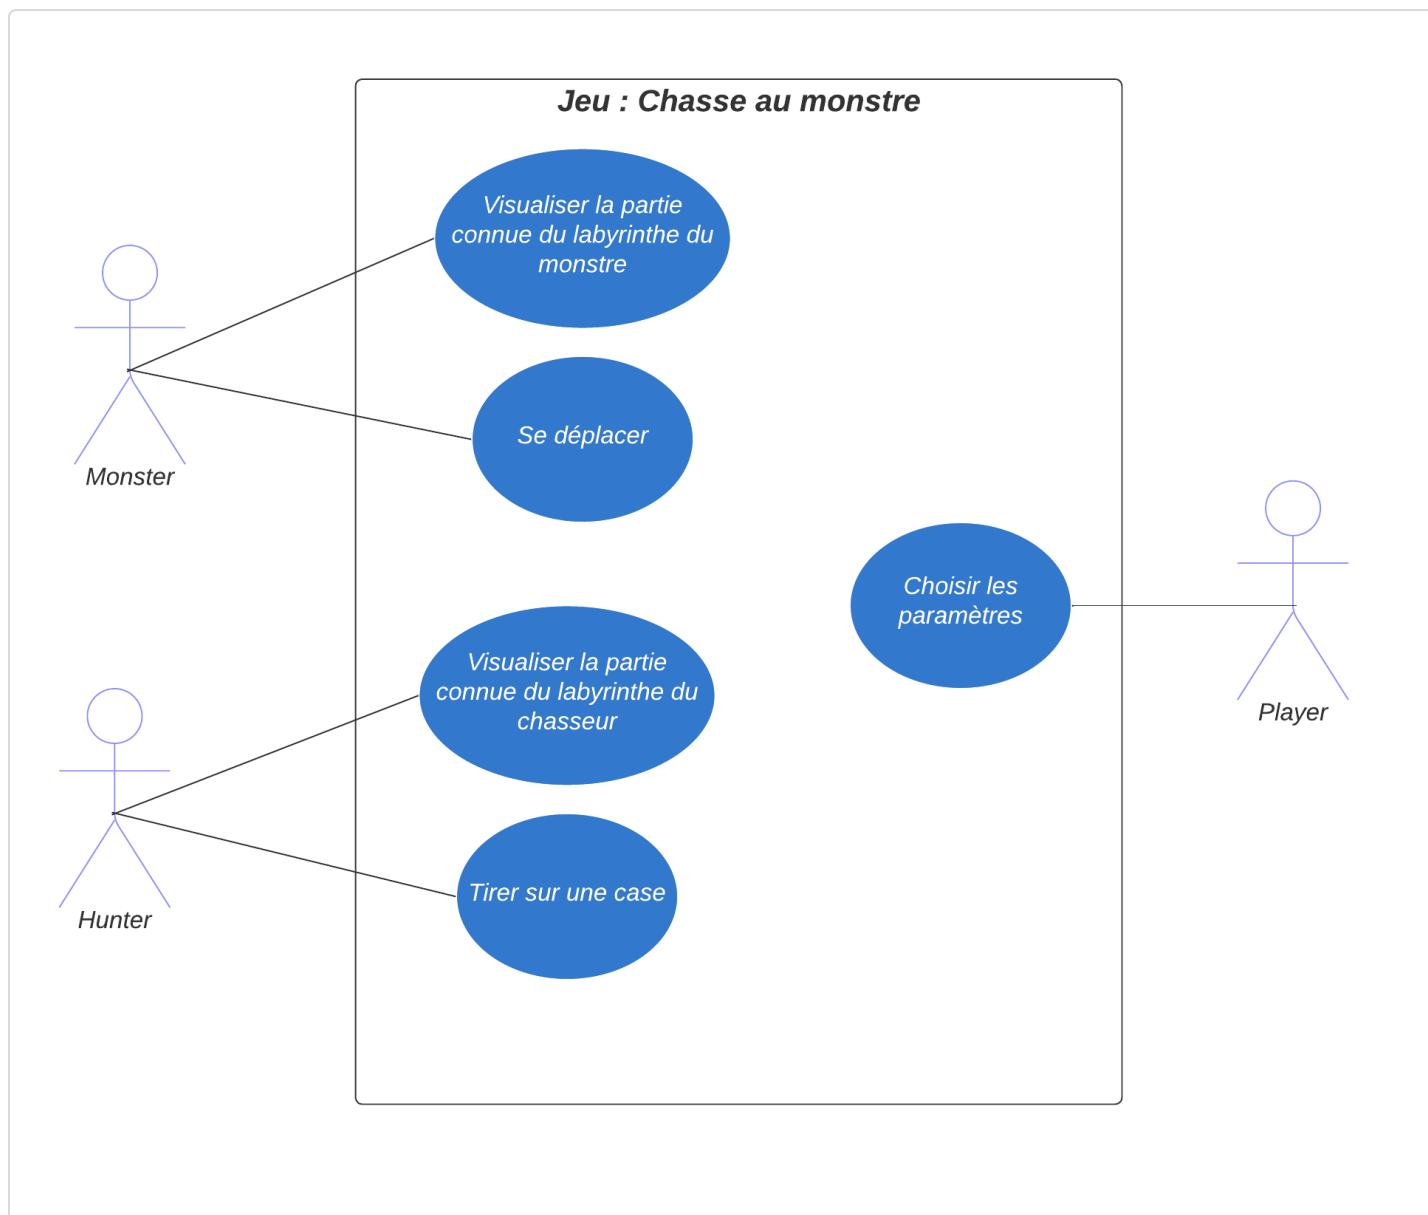 Jeu : Chasse au monstre
Visualiser la partie
connue du labyrinthe du
monstre
Se déplacer
Monster
Choisir les
paramètres
Player
Visualiser la partie
connue du labyrinthe du
chasseur
Tirer sur une case
Hunter